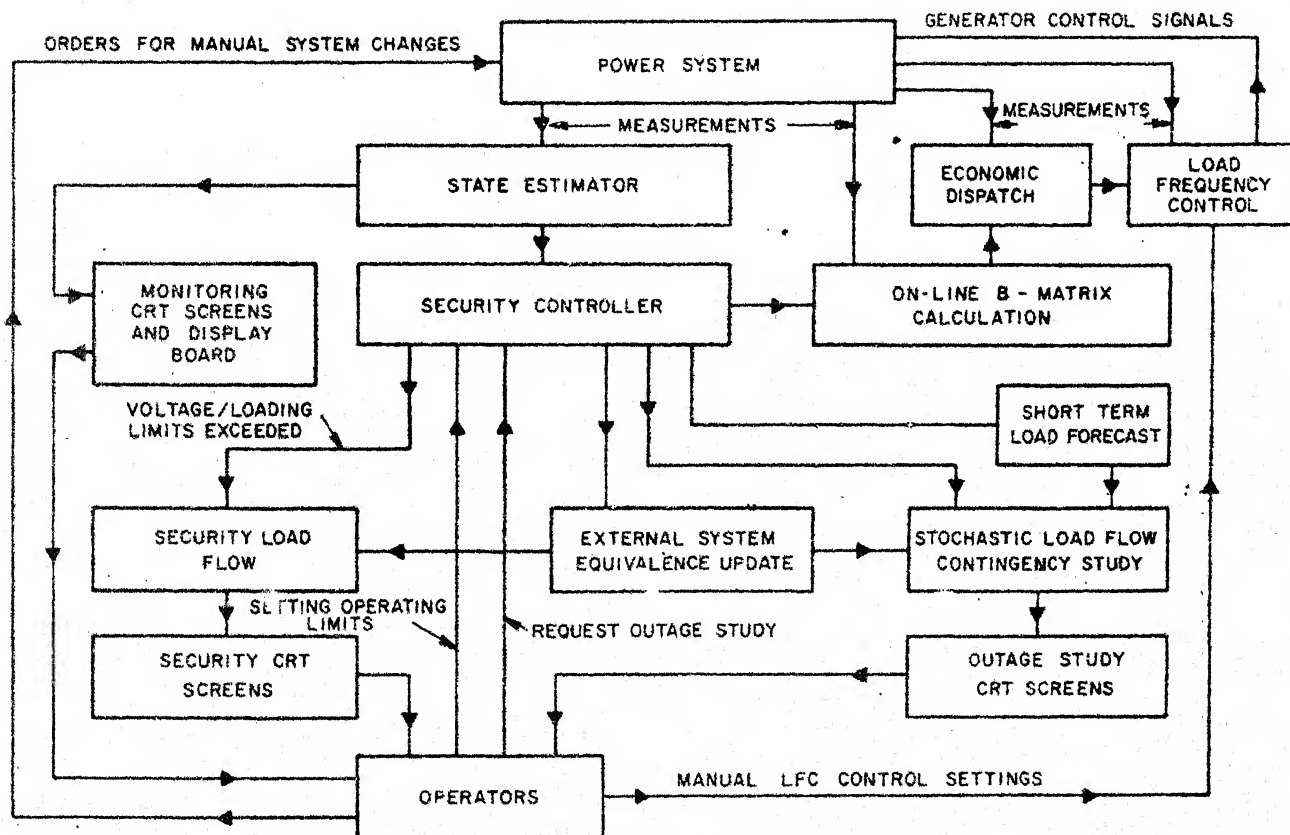 GENERATOR CONTROL SIGNALS
ORDERS FOR MANUAL SYSTEM CHANGES
POWER SYSTEM
MEASUREMENTS
MEASUREMENTS
STATE ESTIMATOR
ECONOMIC
DISPATCH
LOAD
FREQUENCY
CONTROL
MONITORING
CRT SCREENS
AND DISPLAY
BOARD
SECURITY CONTROLLER
ON-LINE B - MATRIX
CALCULATION
VOLTAGE/LOADING
LIMITS EXCEEDED
SHORT TERM
LOAD FORECAST
SECURITY LOAD
FLOW
EXTERNAL SYSTEM
EQUIVALENCE UPDATE
STOCHASTIC LOAD FLOW
CONTINGENCY STUDY
SETTING OPERATING
LIMITS
REQUEST OUTAGE STUDY
SECURITY CRT
SCREENS
OUTAGE STUDY
CRT SCREENS
OPERATORS
MANUAL LFC CONTROL SETTINGS